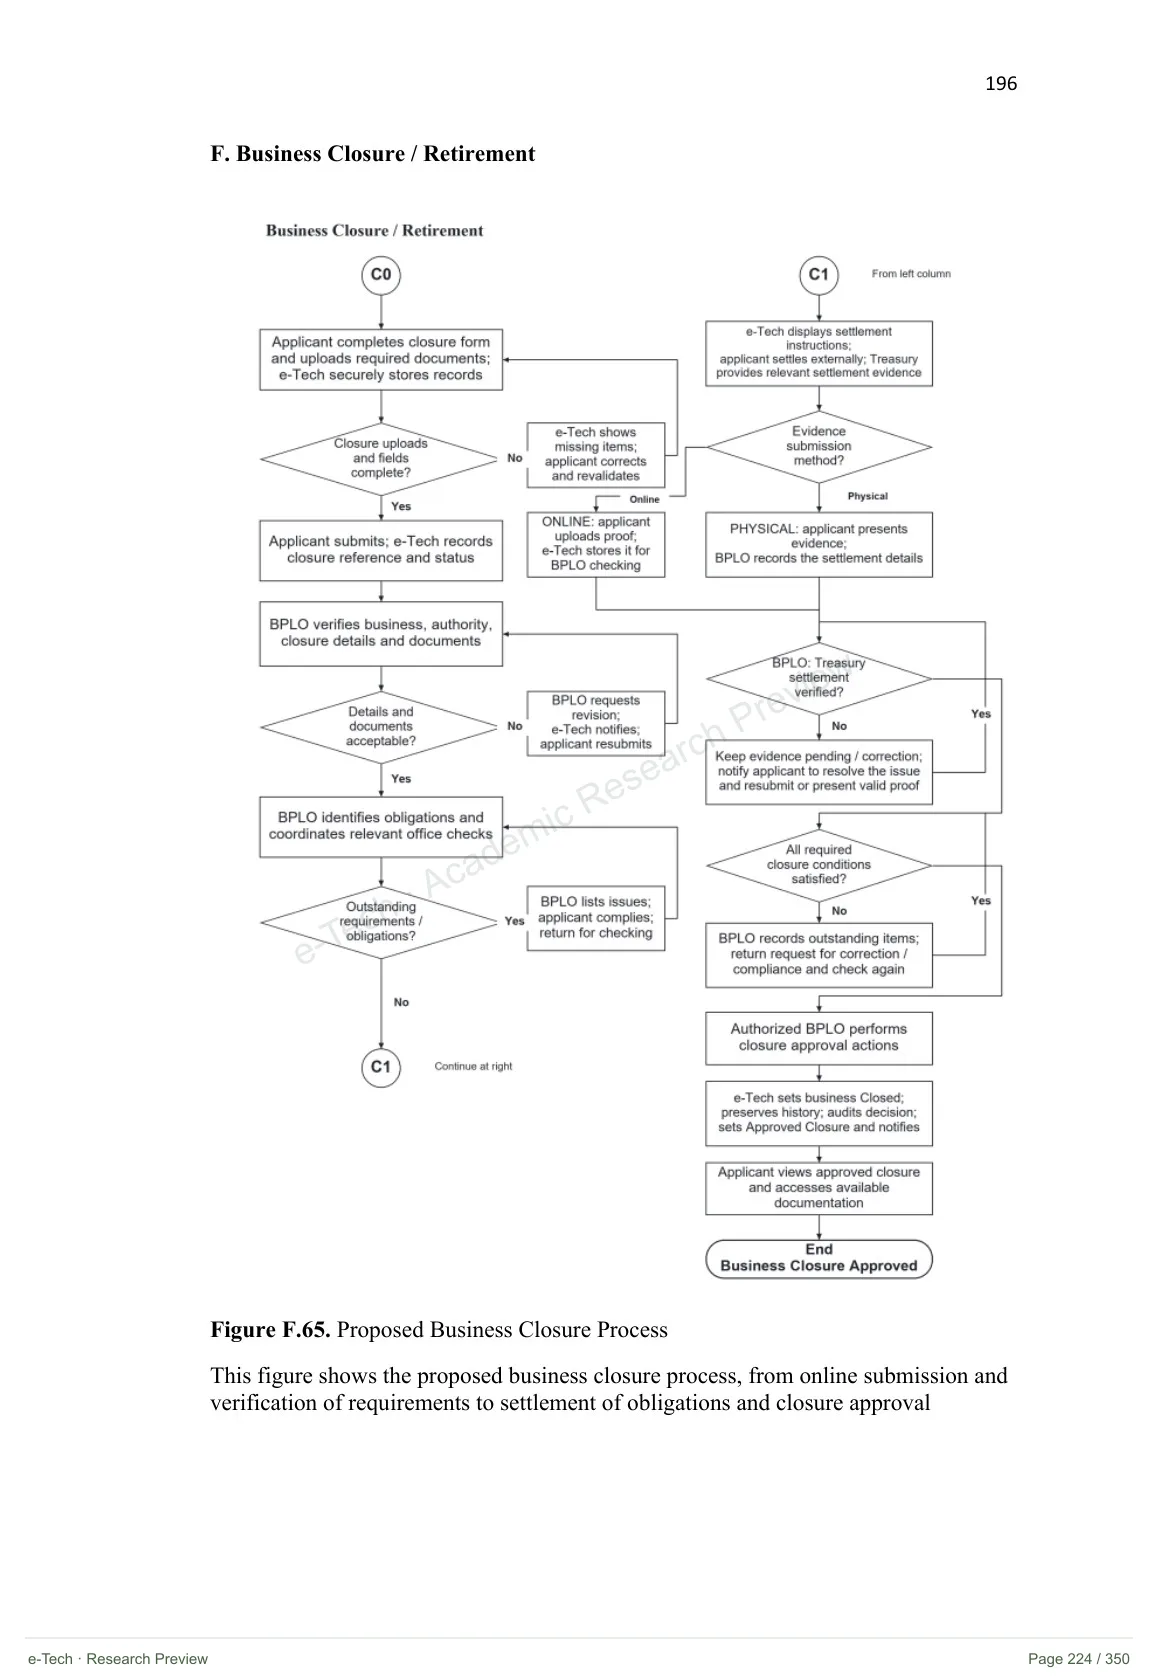 196
F. Business Closure / Retirement
Business Closure / Retirement
C0
Applicant completes closure form
and uploads required documents;
e-Tech securely stores records
Closure uploads
and fields
complete?
No
e-Tech shows
missing items;
applicant corrects
and revalidates
Yes
Applicant submits; e-Tech records
closure reference and status
BPLO verifies business, authority,
closure details and documents
Details and
documents
acceptable?
No
BPLO requests
revision;
e-Tech notifies;
applicant resubmits
Yes
BPLO identifies obligations and
coordinates relevant office checks
Outstanding
requirements /
obligations?
Yes
BPLO lists issues;
applicant complies;
return for checking
No
C1
Continue at right
C1
From left column
e-Tech displays settlement
instructions;
applicant settles externally; Treasury
provides relevant settlement evidence
Evidence
submission
method?
Online
Physical
ONLINE: applicant
uploads proof;
e-Tech stores it for
BPLO checking
PHYSICAL: applicant presents
evidence;
BPLO records the settlement details
BPLO: Treasury
settlement
verified?
Yes
No
Keep evidence pending / correction;
notify applicant to resolve the issue
and resubmit or present valid proof
All required
closure conditions
satisfied?
Yes
No
BPLO records outstanding items;
return request for correction /
compliance and check again
Authorized BPLO performs
closure approval actions
e-Tech sets business Closed;
preserves history; audits decision;
sets Approved Closure and notifies
Applicant views approved closure
and accesses available
documentation
End
Business Closure Approved
e-Tech · Academic Research Preview
Figure F.65. Proposed Business Closure Process
This figure shows the proposed business closure process, from online submission and
verification of requirements to settlement of obligations and closure approval
e-Tech · Research Preview
Page 224 / 350